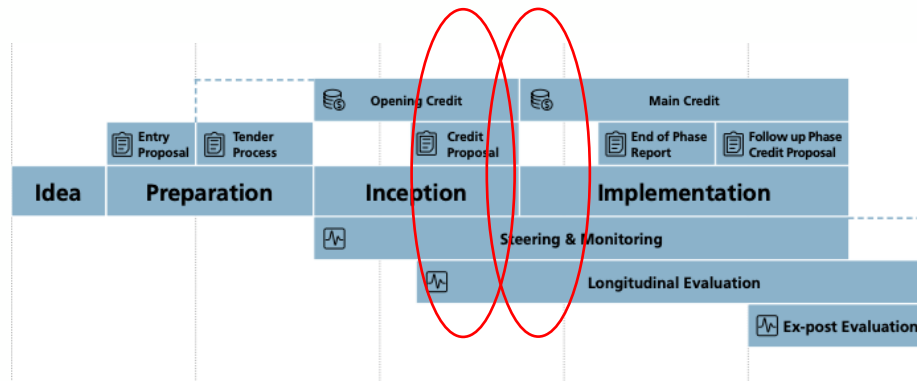 Opening Credit
Main Credit
Entry
Proposal
Tender
Process
Credit
Proposal
End of Phase
Report
Follow up Phase
Credit Proposal
Idea
Preparation
Inception
Implementation
Steering & Monitoring
Longitudinal Evaluation
Ex-post Evaluation